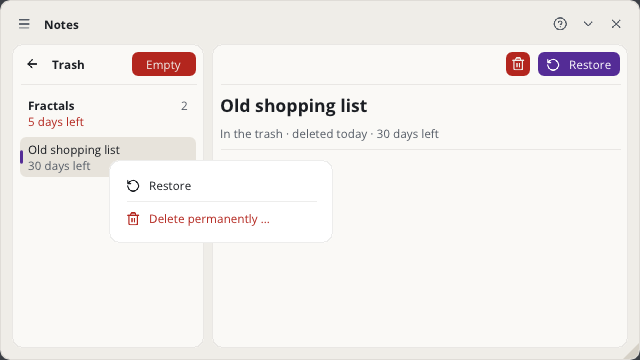 Notes
Trash
Empty
Restore
Fractals 2
5 days left
Old shopping list
30 days left
Old shopping list
In the trash · deleted today · 30 days left
Restore
Delete permanently ...